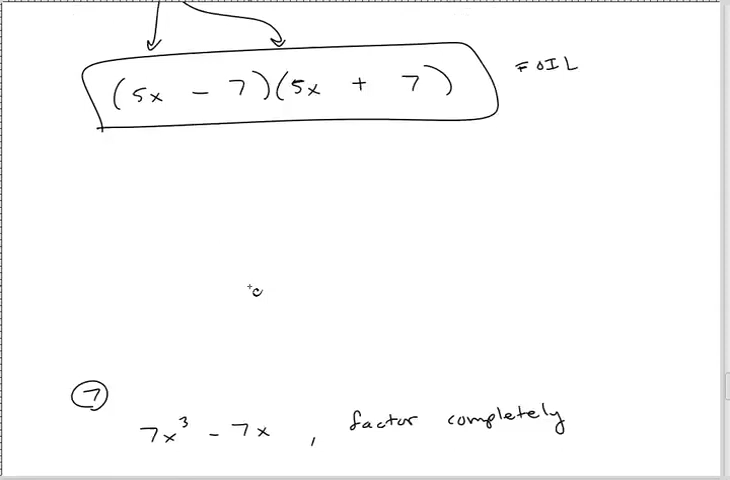 (5x - 7)(5x + 7) FOIL
7
7x³ - 7x , factor completely